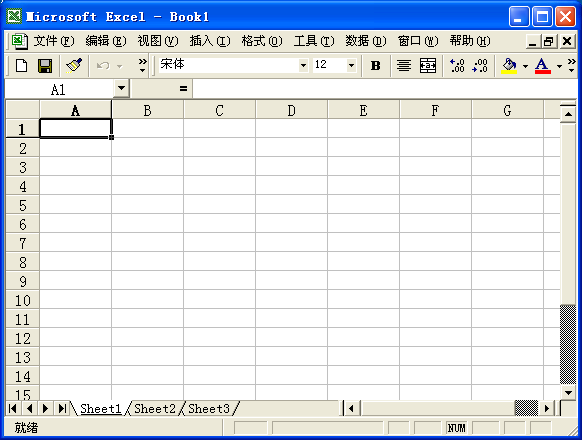 Microsoft Excel - Book1
文件(F) 编辑(E) 视图(V) 插入(I) 格式(O) 工具(T) 数据(D) 窗口(W) 帮助(H)
» 宋体 12 B .00 .00 A »
A1 =
A B C D E F G
1
2
3
4
5
6
7
8
9
10
11
12
13
14
15
Sheet1 Sheet2 Sheet3
就绪 NUM